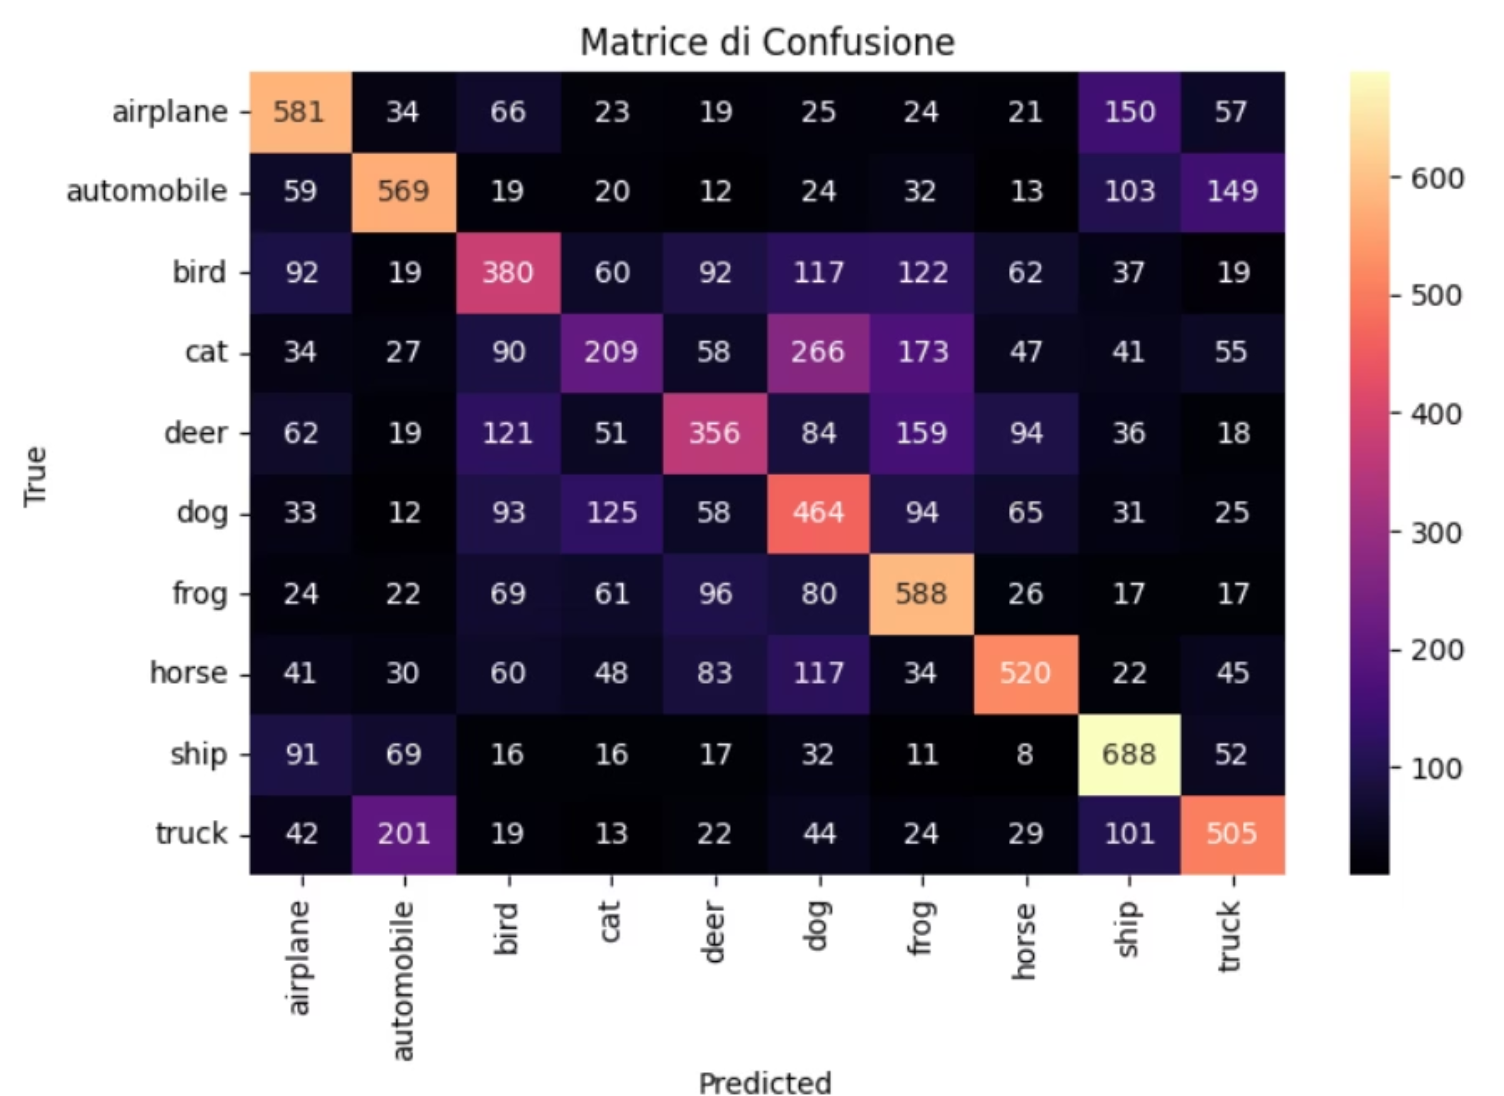 Matrice di Confusione
airplane 581 34 66 23 19 25 24 21 150 57
automobile 59 569 19 20 12 24 32 13 103 149
bird 92 19 380 60 92 117 122 62 37 19
cat 34 27 90 209 58 266 173 47 41 55
deer 62 19 121 51 356 84 159 94 36 18
dog 33 12 93 125 58 464 94 65 31 25
frog 24 22 69 61 96 80 588 26 17 17
horse 41 30 60 48 83 117 34 520 22 45
ship 91 69 16 16 17 32 11 8 688 52
truck 42 201 19 13 22 44 24 29 101 505
True
airplane automobile bird cat deer dog frog horse ship truck
Predicted
600
500
400
300
200
100